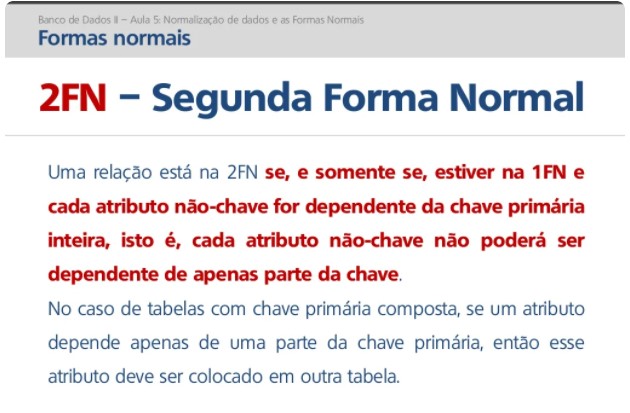 Banco de Dados II – Aula 5: Normalização de dados e as Formas Normais
Formas normais
2FN – Segunda Forma Normal
Uma relação está na 2FN se, e somente se, estiver na 1FN e
cada atributo não-chave for dependente da chave primária
inteira, isto é, cada atributo não-chave não poderá ser
dependente de apenas parte da chave.
No caso de tabelas com chave primária composta, se um atributo
depende apenas de uma parte da chave primária, então esse
atributo deve ser colocado em outra tabela.